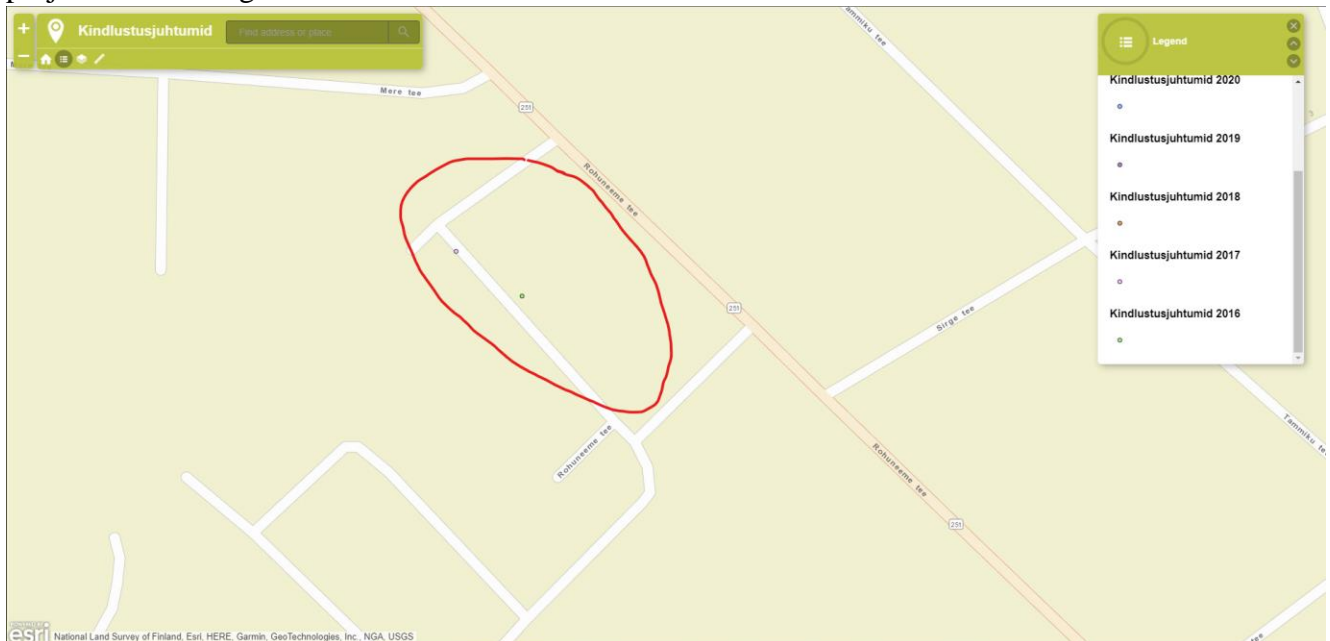 Kindlustusjuhtumid
Find address or place
Legend
Kindlustusjuhtumid 2020
Kindlustusjuhtumid 2019
Kindlustusjuhtumid 2018
Kindlustusjuhtumid 2017
Kindlustusjuhtumid 2016
Mere tee
251
Rohuneeme tee
251
Sirge tee
Rohuneeme tee
Rohuneeme tee
251
Tammiku tee
esri
National Land Survey of Finland, Esri, HERE, Garmin, GeoTechnologies, Inc., NGA, USGS